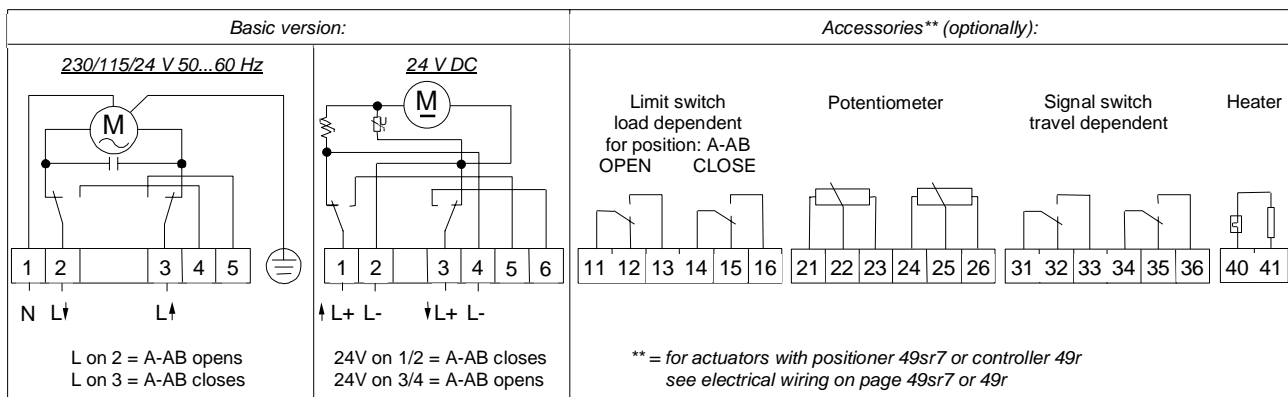 Basic version:
Accessories** (optionally):
230/115/24 V 50...60 Hz
24 V DC
M
M
Limit switch
load dependent
for position: A-AB
OPEN CLOSE
Potentiometer
Signal switch
travel dependent
Heater
1 2 3 4 5
1 2 3 4 5 6
11 12 13 14 15 16
21 22 23 24 25 26
31 32 33 34 35 36
40 41
N L↓ L↑
↑ L+ L- ↓ L+ L-
L on 2 = A-AB opens
L on 3 = A-AB closes
24V on 1/2 = A-AB closes
24V on 3/4 = A-AB opens
** = for actuators with positioner 49sr7 or controller 49r
see electrical wiring on page 49sr7 or 49r